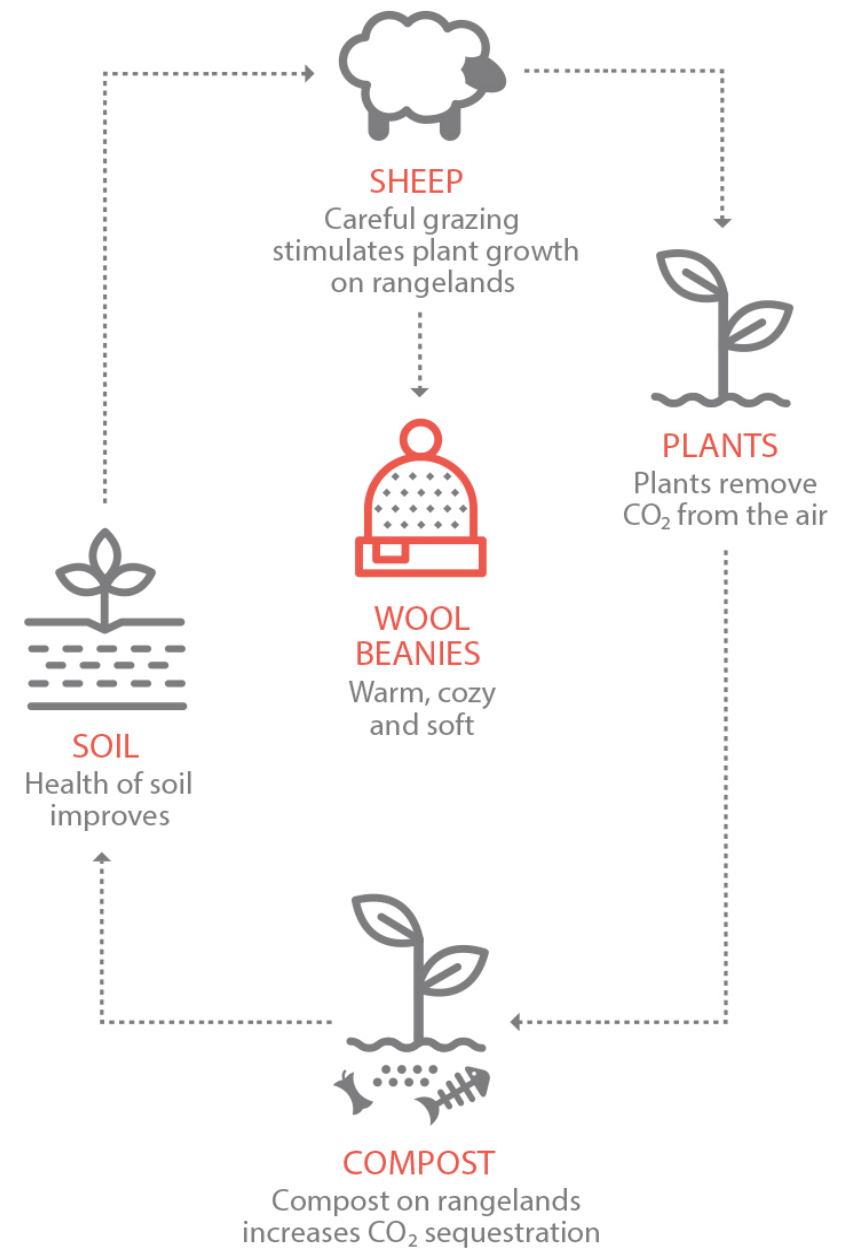 SHEEP
Careful grazing
stimulates plant growth
on rangelands
PLANTS
Plants remove
CO₂ from the air
WOOL
BEANIES
Warm, cozy
and soft
SOIL
Health of soil
improves
COMPOST
Compost on rangelands
increases CO₂ sequestration